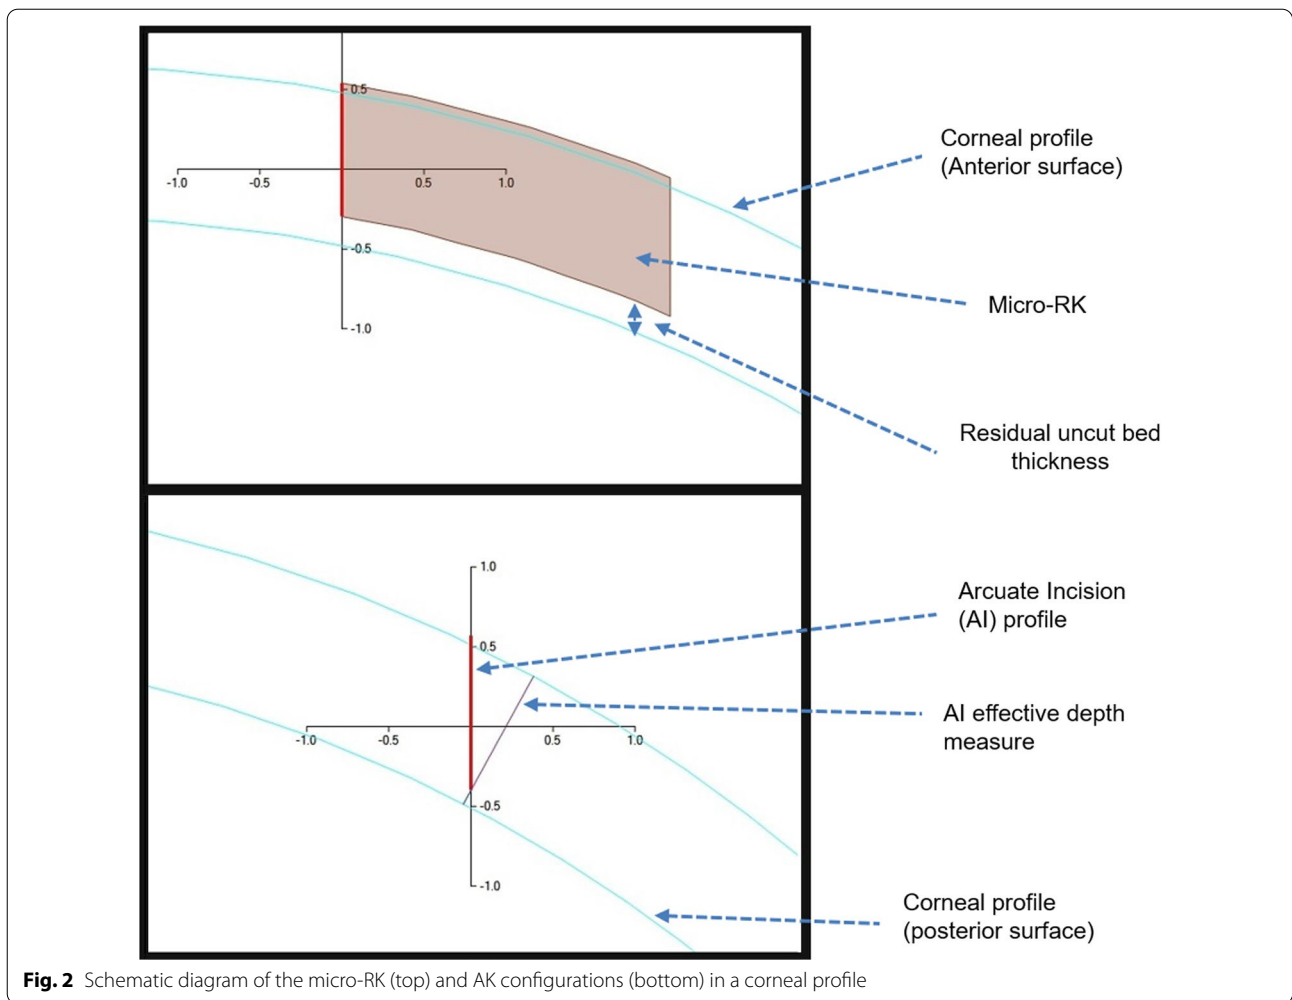 0.5
-1.0
-0.5
0.5
1.0
-0.5
-1.0
Corneal profile
(Anterior surface)
Micro-RK
Residual uncut bed
thickness
1.0
0.5
-1.0
-0.5
0.5
1.0
-0.5
-1.0
Arcuate Incision
(AI) profile
AI effective depth
measure
Corneal profile
(posterior surface)
Fig. 2 Schematic diagram of the micro-RK (top) and AK configurations (bottom) in a corneal profile